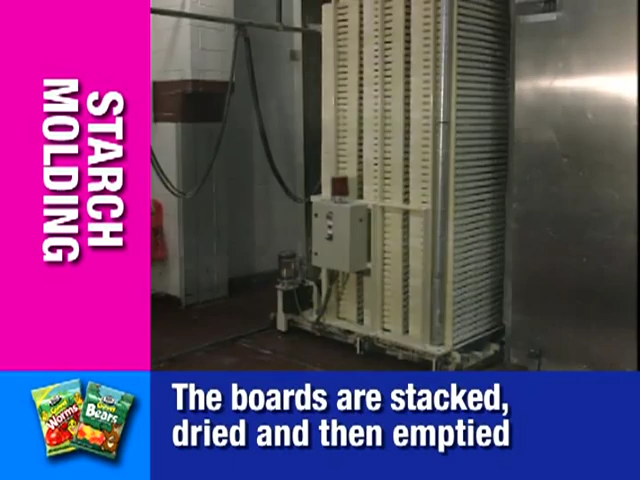 STARCH
MOLDING
The boards are stacked,
dried and then emptied
Worms
Bears